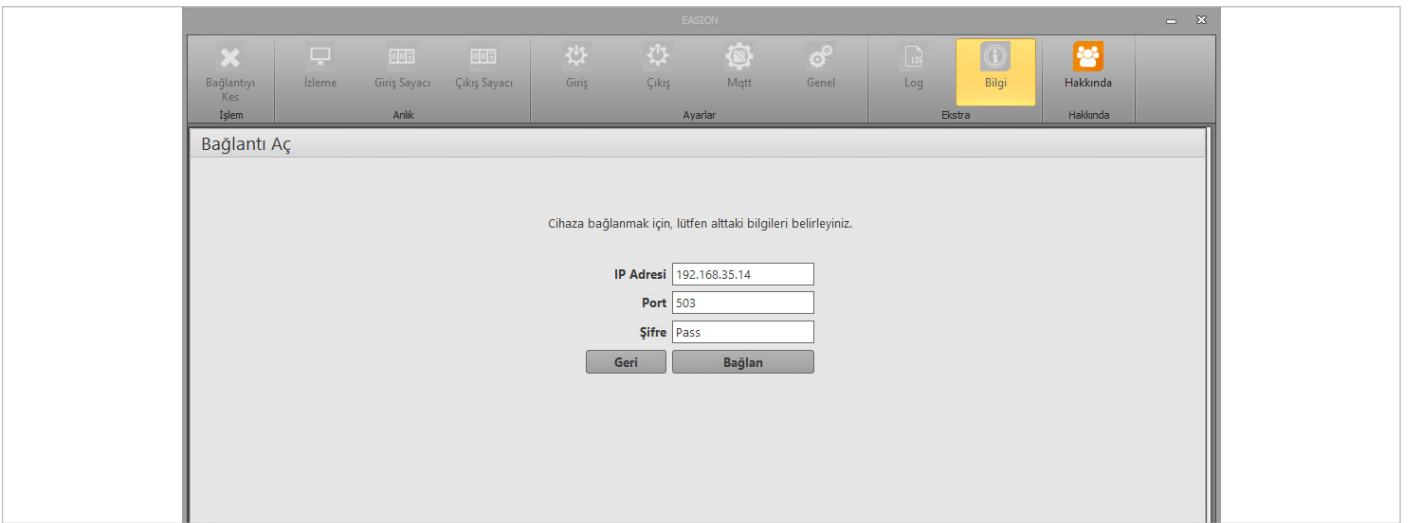 EASION
Bağlantıyı Kes
İzleme
Giriş Sayacı
Çıkış Sayacı
Giriş
Çıkış
Mqtt
Genel
LOG
Log
Bilgi
Hakkında
İşlem
Anlık
Ayarlar
Ekstra
Hakkında
Bağlantı Aç
Cihaza bağlanmak için, lütfen alttaki bilgileri belirleyiniz.
IP Adresi 192.168.35.14
Port 503
Şifre Pass
Geri Bağlan